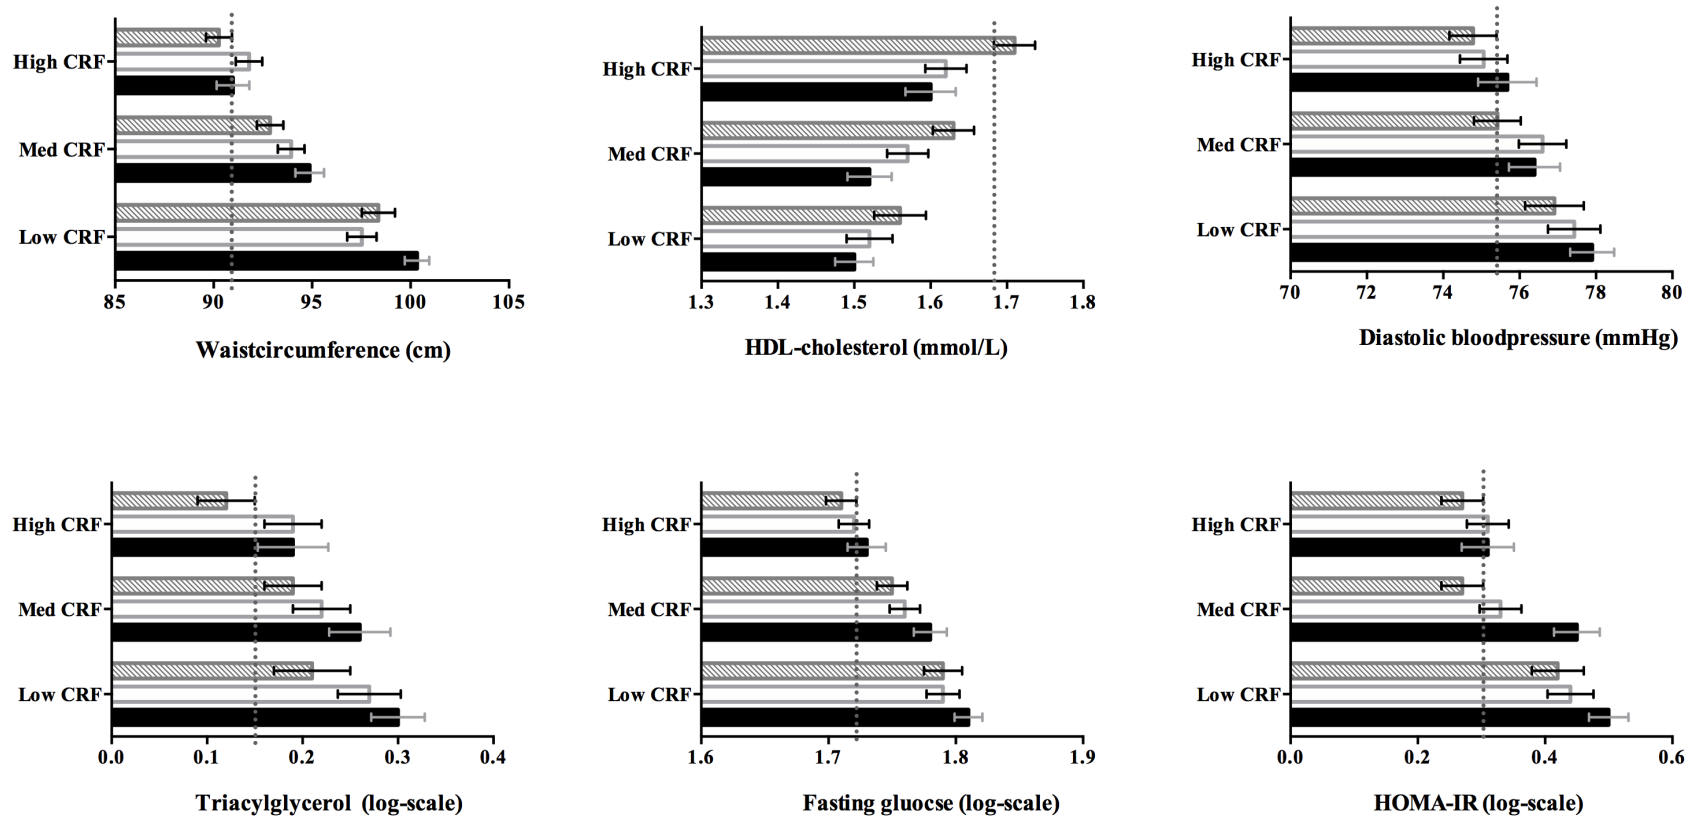 High CRF
Med CRF
Low CRF
85 90 95 100 105
Waistcircumference (cm)
High CRF
Med CRF
Low CRF
1.3 1.4 1.5 1.6 1.7 1.8
HDL-cholesterol (mmol/L)
High CRF
Med CRF
Low CRF
70 72 74 76 78 80
Diastolic bloodpressure (mmHg)
High CRF
Med CRF
Low CRF
0.0 0.1 0.2 0.3 0.4
Triacylglycerol (log-scale)
High CRF
Med CRF
Low CRF
1.6 1.7 1.8 1.9
Fasting gluocse (log-scale)
High CRF
Med CRF
Low CRF
0.0 0.2 0.4 0.6
HOMA-IR (log-scale)